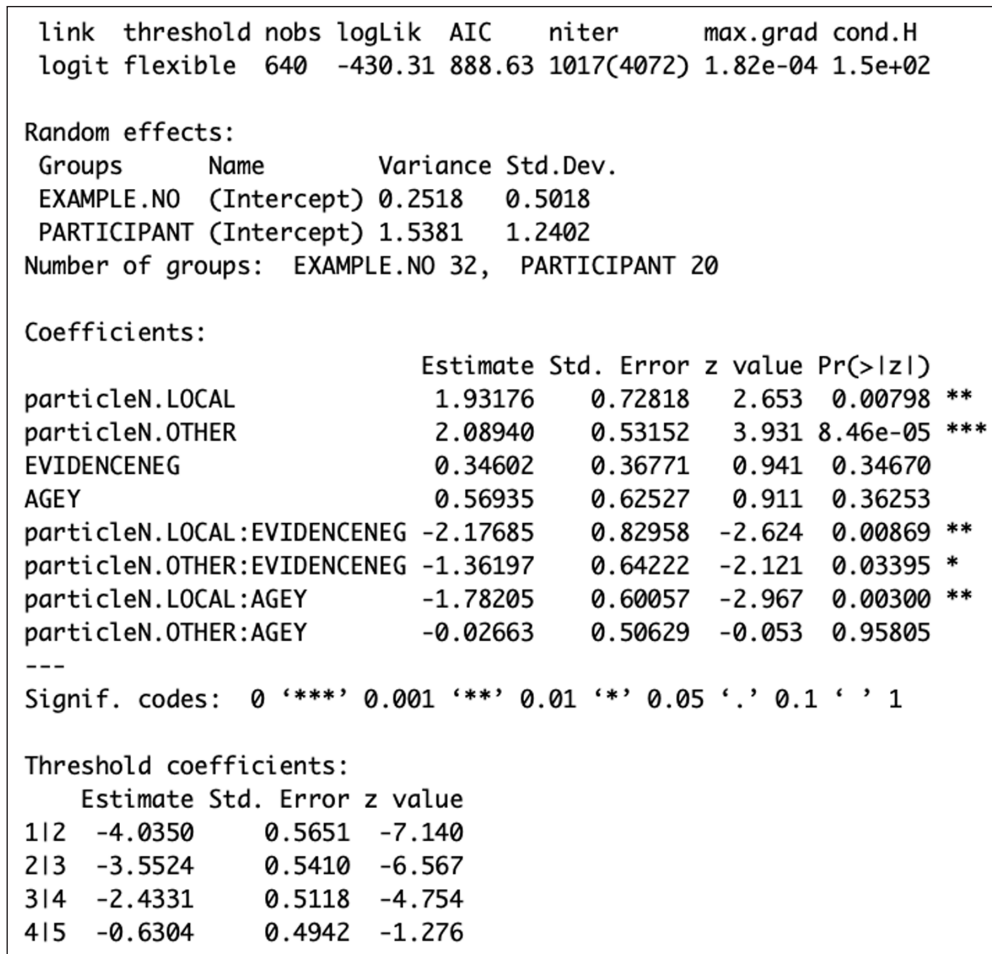 link threshold nobs logLik AIC niter max.grad cond.H
logit flexible 640 -430.31 888.63 1017(4072) 1.82e-04 1.5e+02
Random effects:
Groups Name Variance Std.Dev.
EXAMPLE.NO (Intercept) 0.2518 0.5018
PARTICIPANT (Intercept) 1.5381 1.2402
Number of groups: EXAMPLE.NO 32, PARTICIPANT 20
Coefficients:
Estimate Std. Error z value Pr(>|z|)
particleN.LOCAL 1.93176 0.72818 2.653 0.00798 **
particleN.OTHER 2.08940 0.53152 3.931 8.46e-05 ***
EVIDENCENEG 0.34602 0.36771 0.941 0.34670
AGEY 0.56935 0.62527 0.911 0.36253
particleN.LOCAL:EVIDENCENEG -2.17685 0.82958 -2.624 0.00869 **
particleN.OTHER:EVIDENCENEG -1.36197 0.64222 -2.121 0.03395 *
particleN.LOCAL:AGEY -1.78205 0.60057 -2.967 0.00300 **
particleN.OTHER:AGEY -0.02663 0.50629 -0.053 0.95805
---
Signif. codes: 0 ‘***’ 0.001 ‘**’ 0.01 ‘*’ 0.05 ‘.’ 0.1 ‘ ’ 1
Threshold coefficients:
Estimate Std. Error z value
1|2 -4.0350 0.5651 -7.140
2|3 -3.5524 0.5410 -6.567
3|4 -2.4331 0.5118 -4.754
4|5 -0.6304 0.4942 -1.276